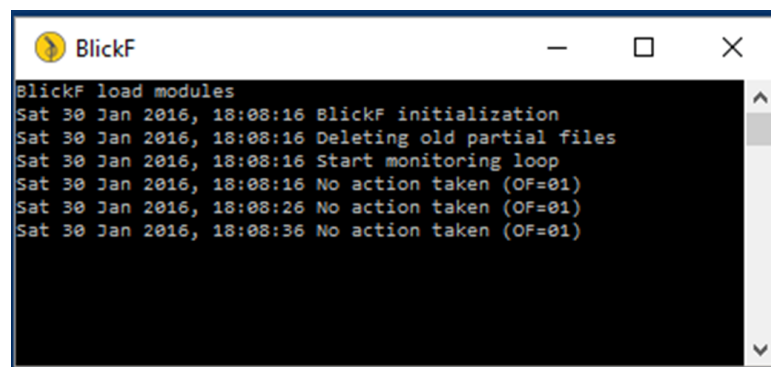 BlickF
BlickF load modules
Sat 30 Jan 2016, 18:08:16 BlickF initialization
Sat 30 Jan 2016, 18:08:16 Deleting old partial files
Sat 30 Jan 2016, 18:08:16 Start monitoring loop
Sat 30 Jan 2016, 18:08:16 No action taken (OF=01)
Sat 30 Jan 2016, 18:08:26 No action taken (OF=01)
Sat 30 Jan 2016, 18:08:36 No action taken (OF=01)